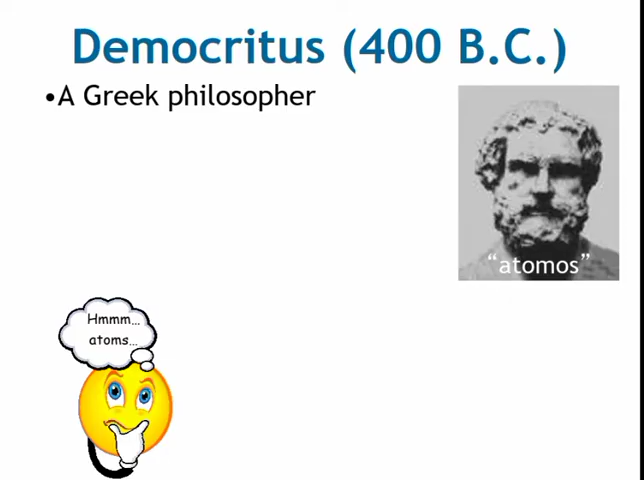 Democritus (400 B.C.)
•A Greek philosopher
“atomos”
Hmmm...
atoms...